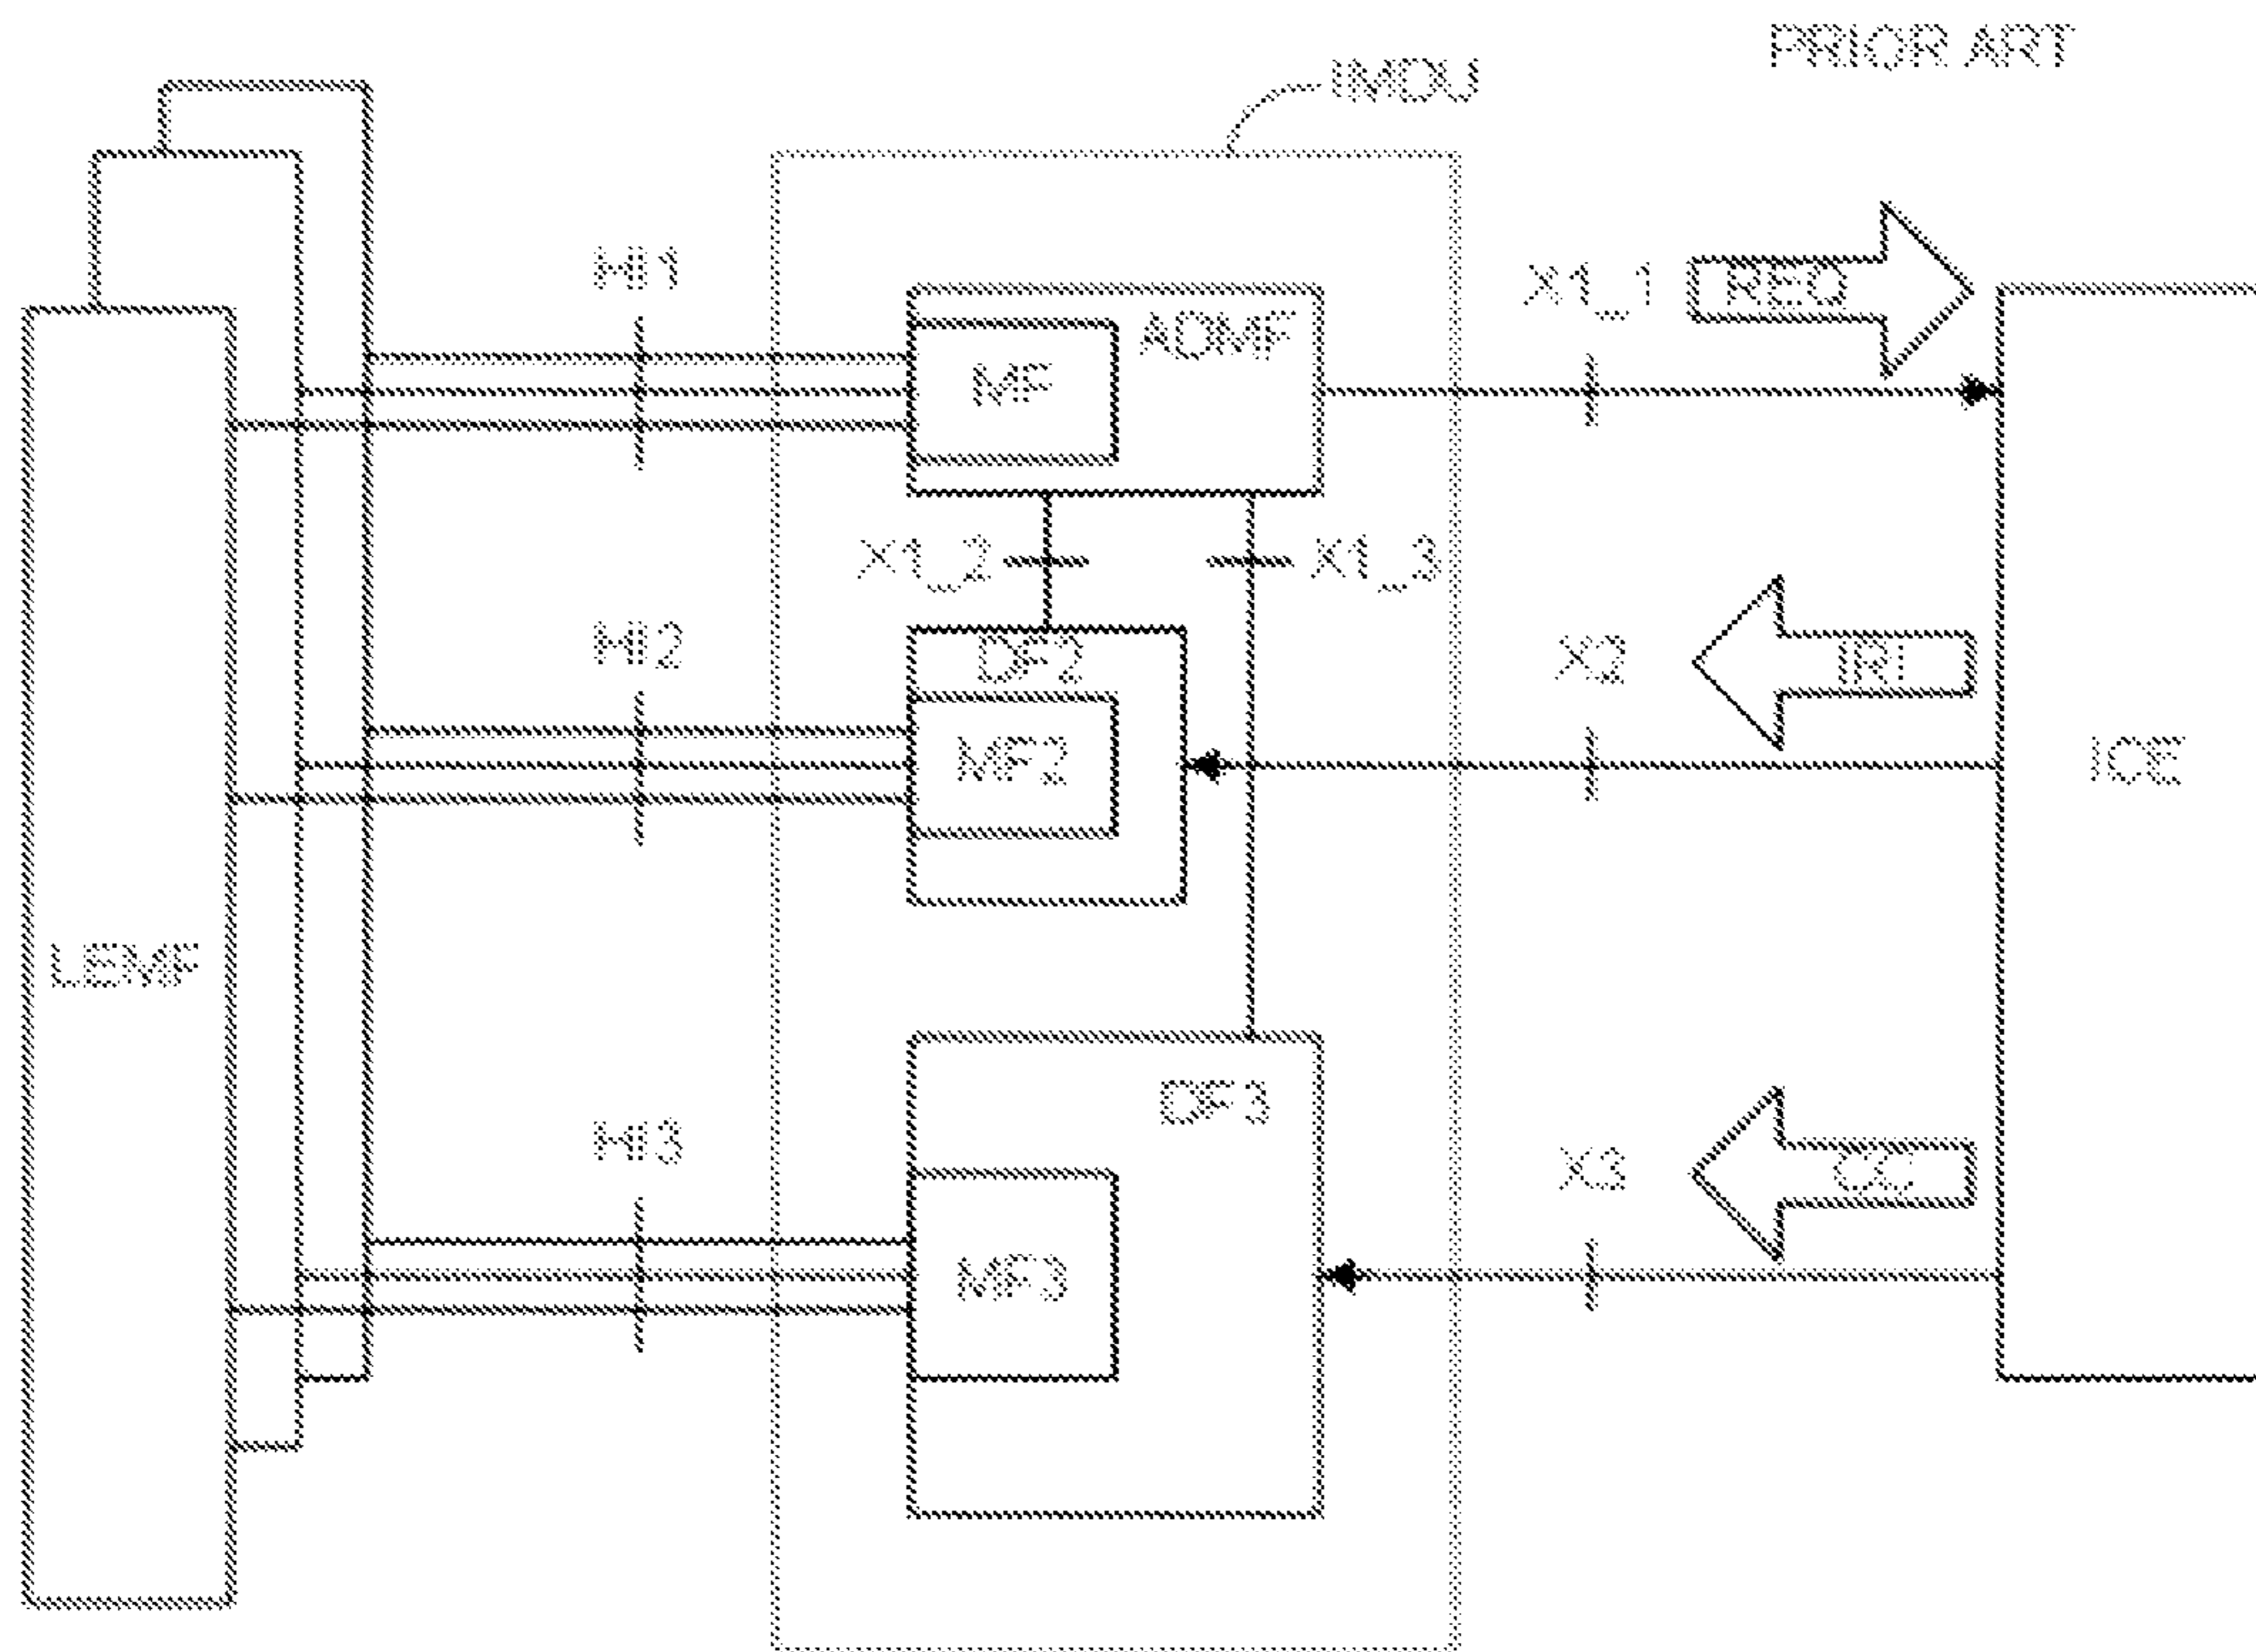 PRIOR ART
IMDU
HI1
ADMF
MF
X1_1
REQ
X1_2
X1_3
HI2
DF2
MF2
X2
IRI
ICE
LEMF
DF3
HI3
MF3
X3
CC